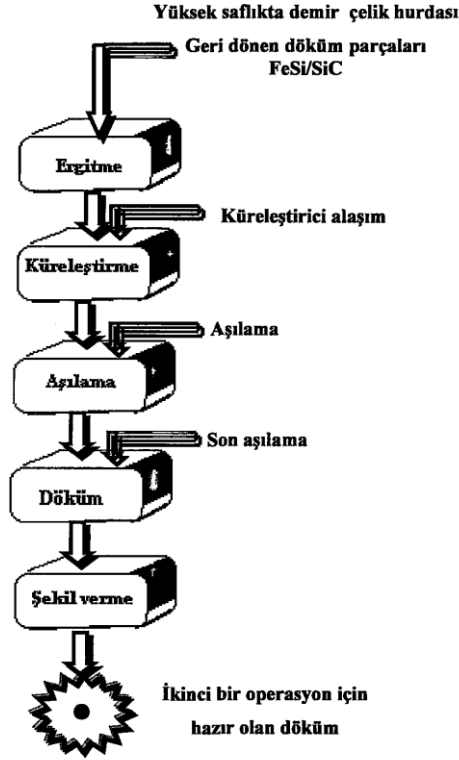 Yüksek saflıkta demir çelik hurdası
Geri dönen döküm parçaları
FeSi/SiC
Ergitme
Küreleştirici alaşım
Küreleştirme
Aşılama
Aşılama
Son aşılama
Döküm
Şekil verme
İkinci bir operasyon için
hazır olan döküm